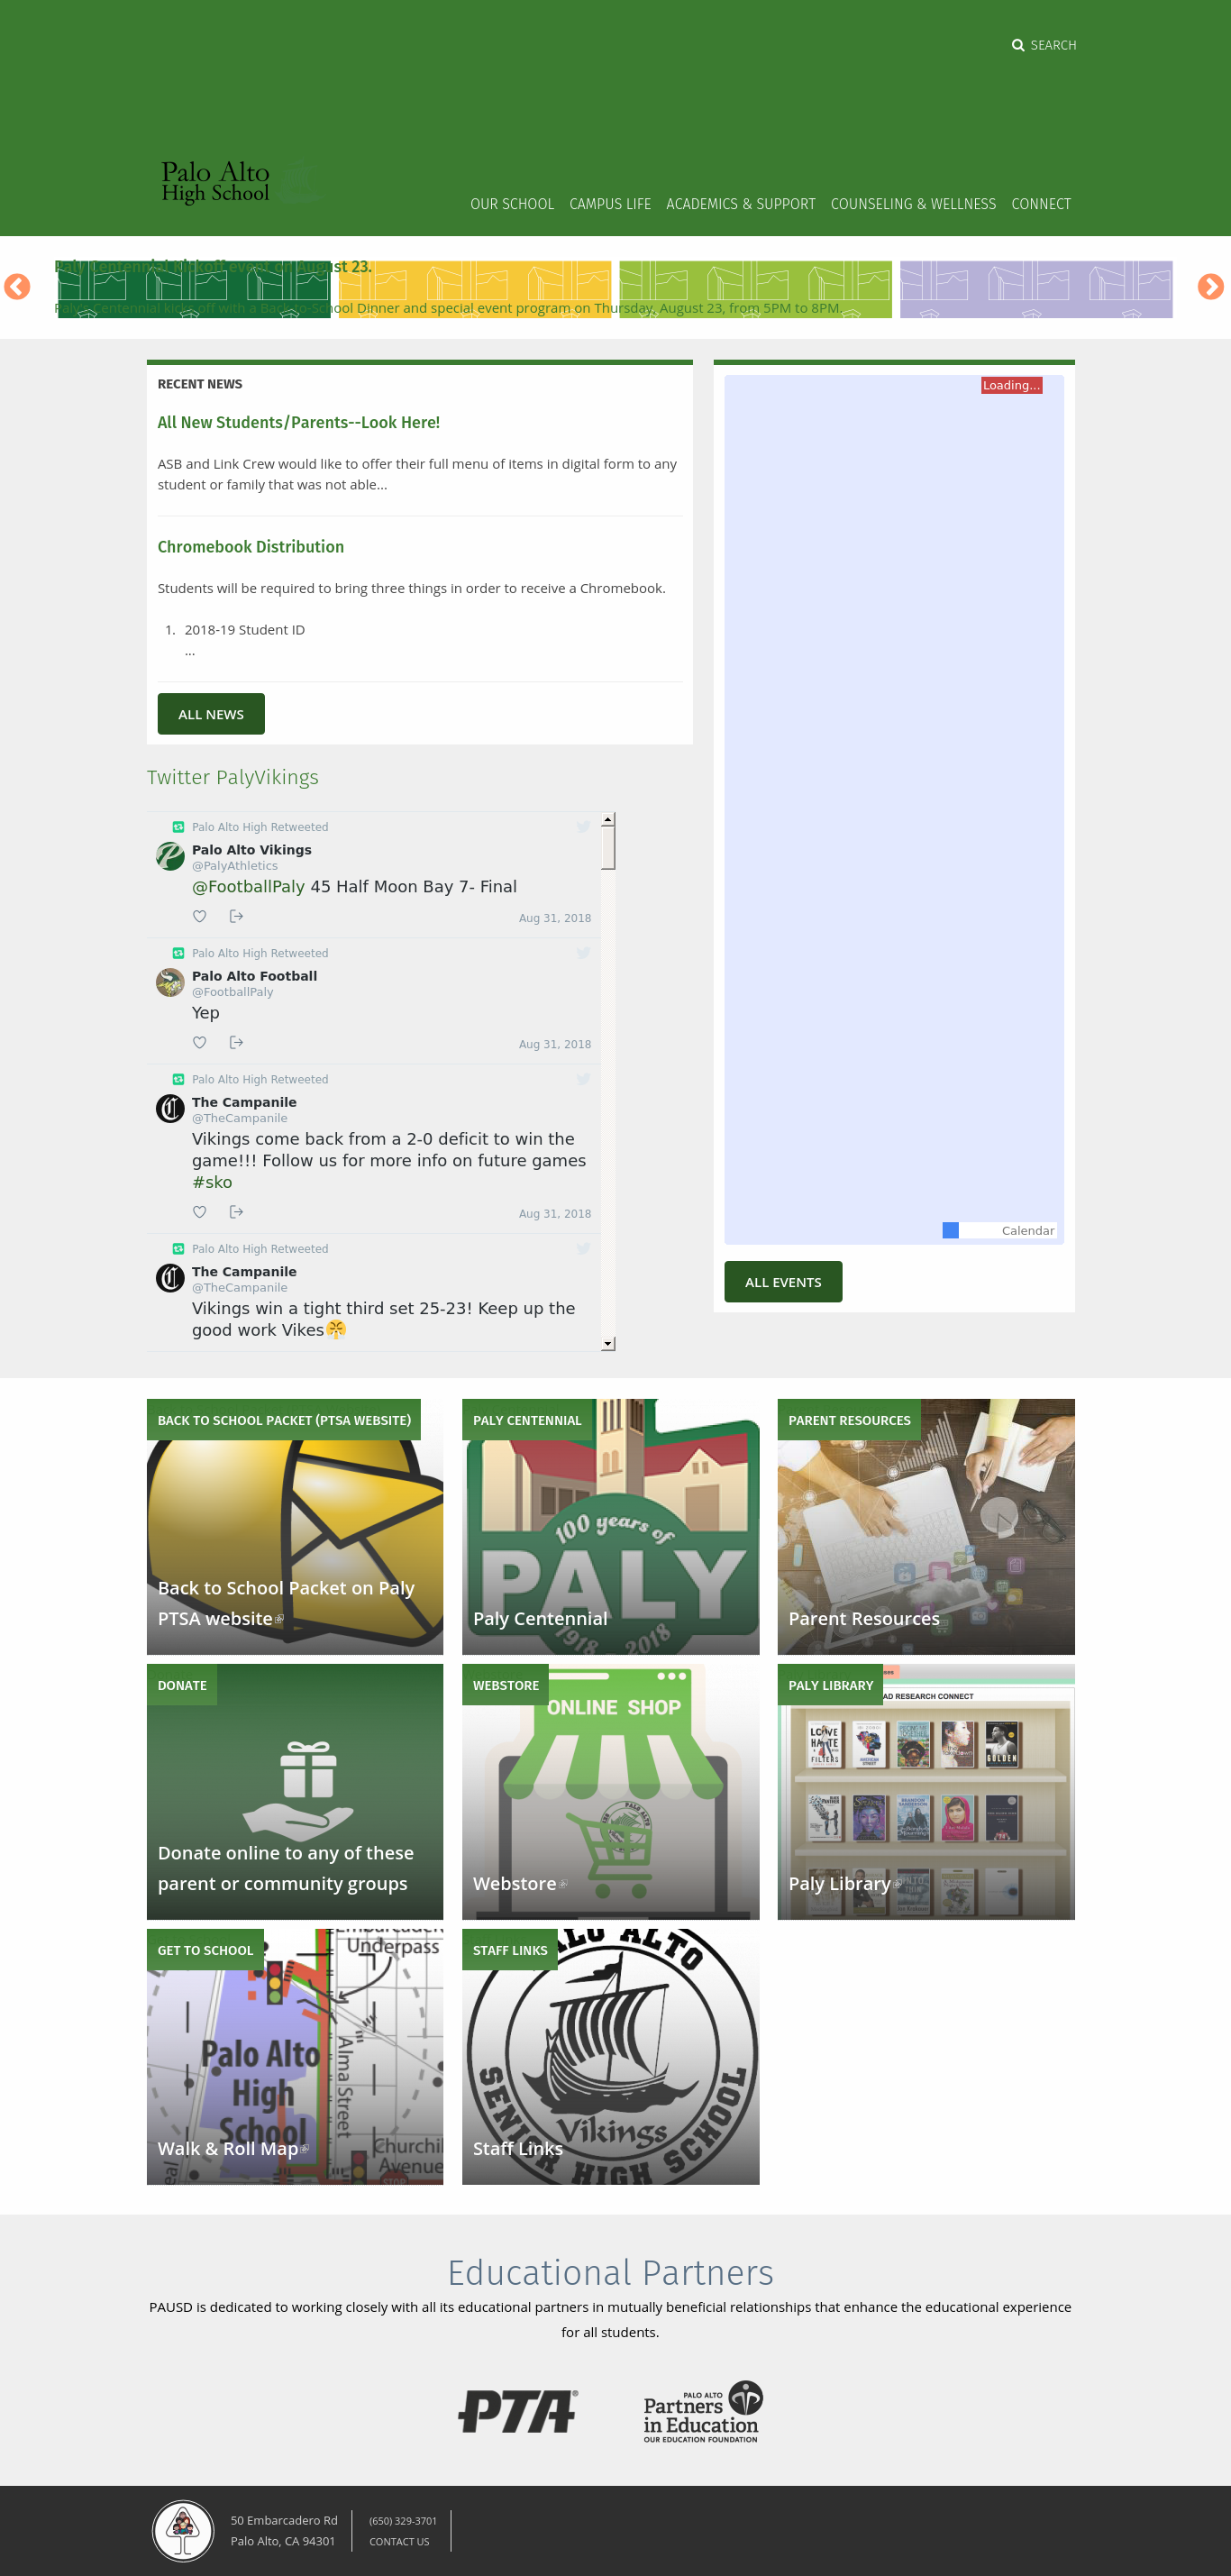 SEARCH
Palo Alto
High School
OUR SCHOOL CAMPUS LIFE ACADEMICS & SUPPORT COUNSELING & WELLNESS CONNECT
Paly Centennial Kickoff event on August 23.
Paly's Centennial kicks off with a Back-to-School Dinner and special event program on Thursday, August 23, from 5PM to 8PM.
RECENT NEWS
All New Students/Parents--Look Here!
ASB and Link Crew would like to offer their full menu of items in digital form to any
student or family that was not able...
Chromebook Distribution
Students will be required to bring three things in order to receive a Chromebook.
1. 2018-19 Student ID
...
ALL NEWS
Loading...
Calendar
ALL EVENTS
Twitter PalyVikings
Palo Alto High Retweeted
Palo Alto Vikings
@PalyAthletics
@FootballPaly 45 Half Moon Bay 7- Final
Aug 31, 2018
Palo Alto High Retweeted
Palo Alto Football
@FootballPaly
Yep
Aug 31, 2018
Palo Alto High Retweeted
The Campanile
@TheCampanile
Vikings come back from a 2-0 deficit to win the
game!!! Follow us for more info on future games
#sko
Aug 31, 2018
Palo Alto High Retweeted
The Campanile
@TheCampanile
Vikings win a tight third set 25-23! Keep up the
good work Vikes😤
BACK TO SCHOOL PACKET (PTSA WEBSITE)
Back to School Packet on Paly
PTSA website
PALY CENTENNIAL
100 years of
PALY
1918 - 2018
Paly Centennial
PARENT RESOURCES
Parent Resources
DONATE
Donate online to any of these
parent or community groups
WEBSTORE
ONLINE SHOP
PALO ALTO
Webstore
PALY LIBRARY
AD RESEARCH CONNECT
LOVE
HATE
FILTERS
GOLDEN
Paly Library
GET TO SCHOOL
Embarcadero
Underpass
Palo Alto
High
School
Alma Street
Churchil
Avenue
STOP
eal
Walk & Roll Map
STAFF LINKS
PALO ALTO
Vikings
SENIOR HIGH SCHOOL
Staff Links
Educational Partners
PAUSD is dedicated to working closely with all its educational partners in mutually beneficial relationships that enhance the educational experience
for all students.
PTA®
PALO ALTO
Partners
in Education
OUR EDUCATION FOUNDATION
50 Embarcadero Rd
Palo Alto, CA 94301
(650) 329-3701
CONTACT US